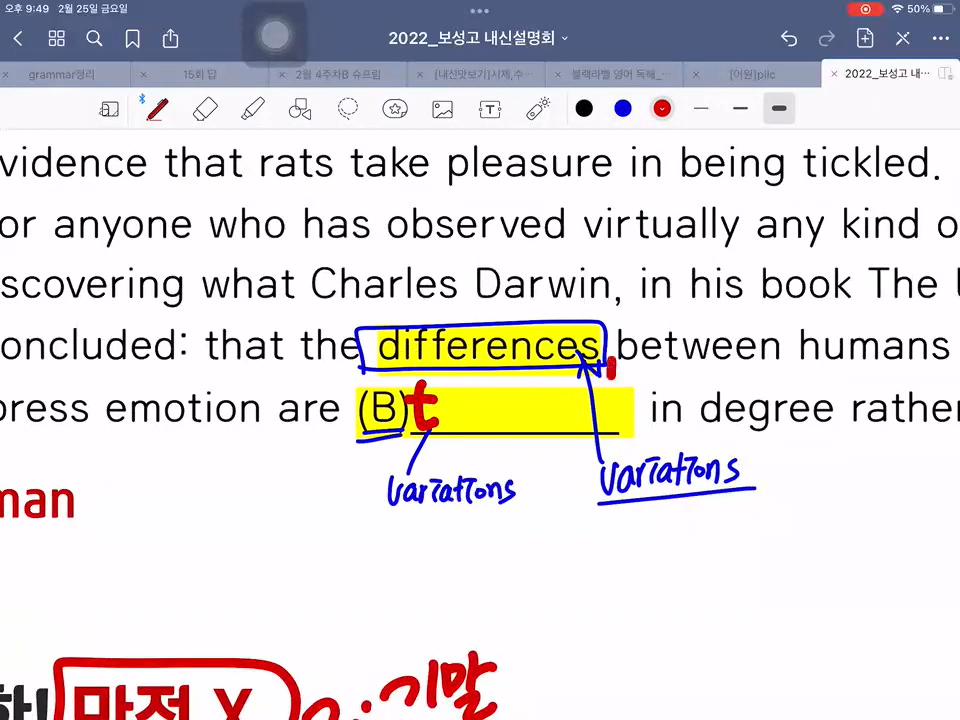 오후 9:49 2월 25일 금요일
50%
2022_보성고 내신설명회
grammar정리
15회 답
2월 4주차B 슈프림
[내신맛보기]시제,수…
블랙라벨 영어 독해_…
[어원]plic
2022_보성고 내…
vidence that rats take pleasure in being tickled.
or anyone who has observed virtually any kind o
scovering what Charles Darwin, in his book The
oncluded: that the differences between humans
press emotion are (B)t in degree rather
variations variations
man
만점 X
기말